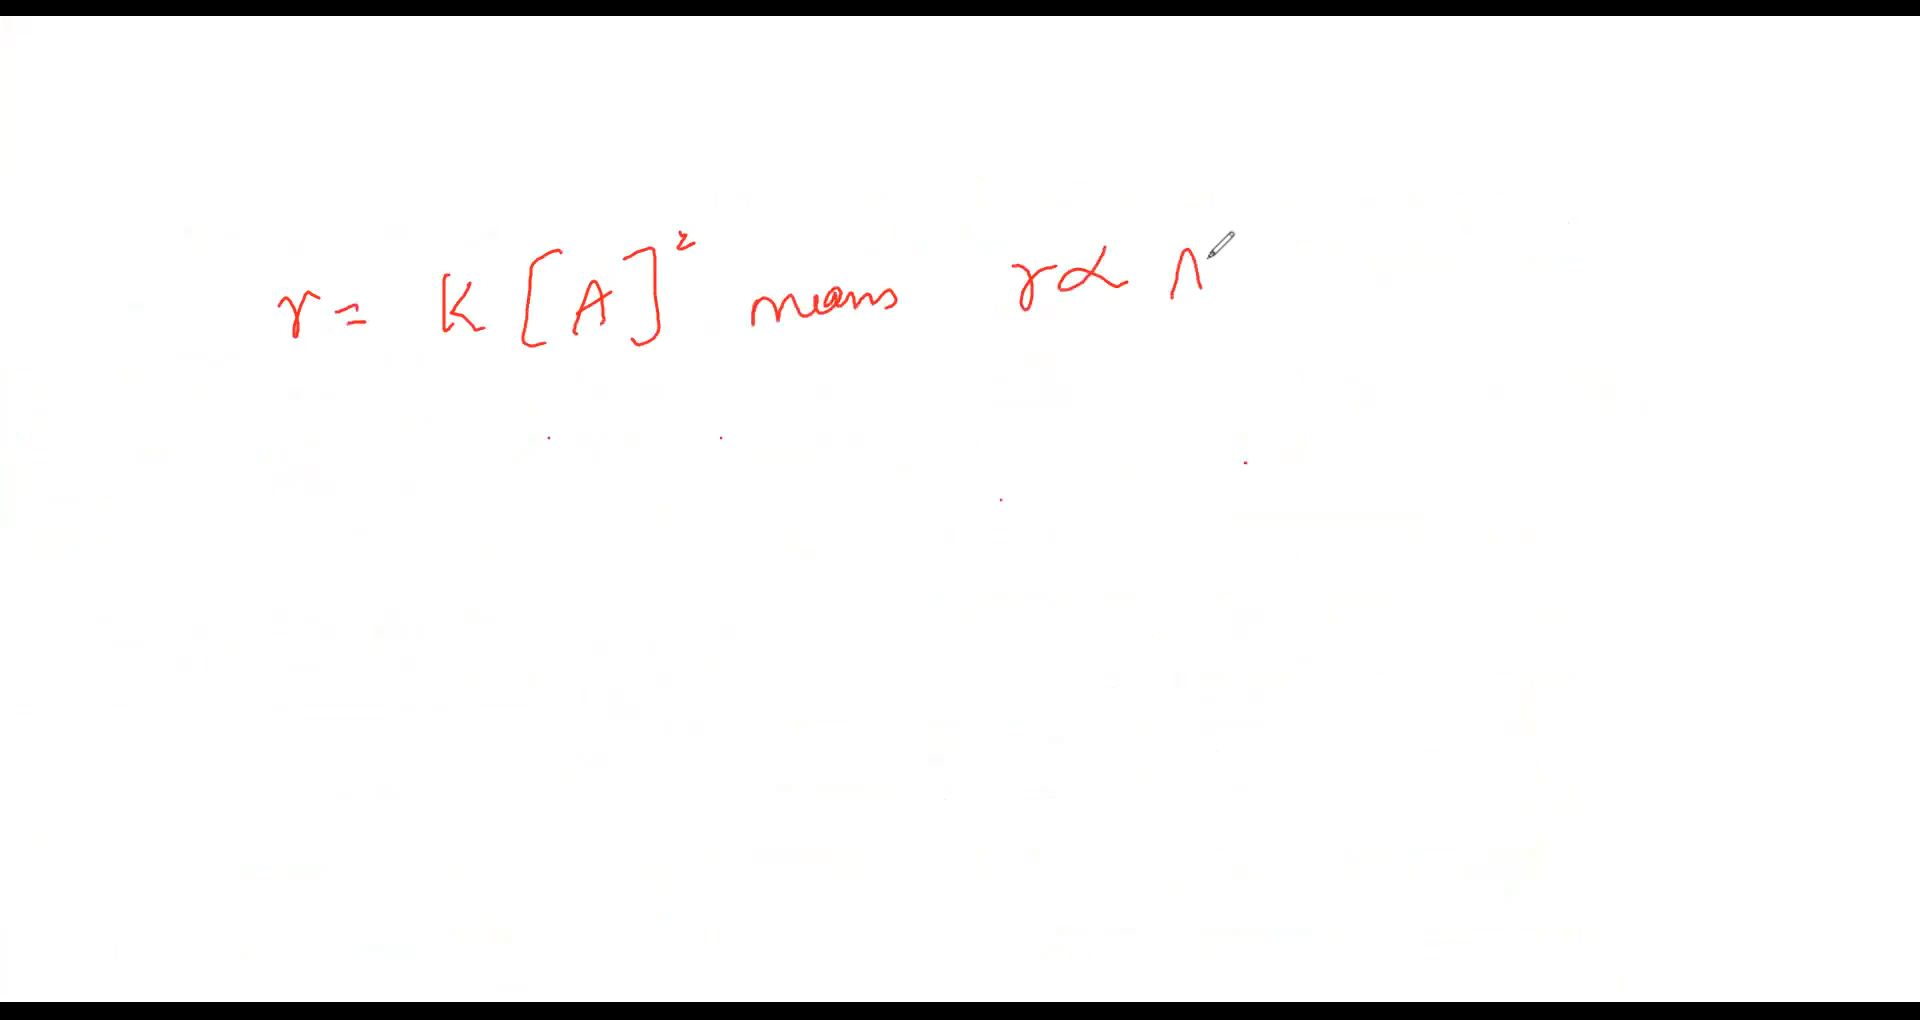 r = K [A]² means r ∝ Λ